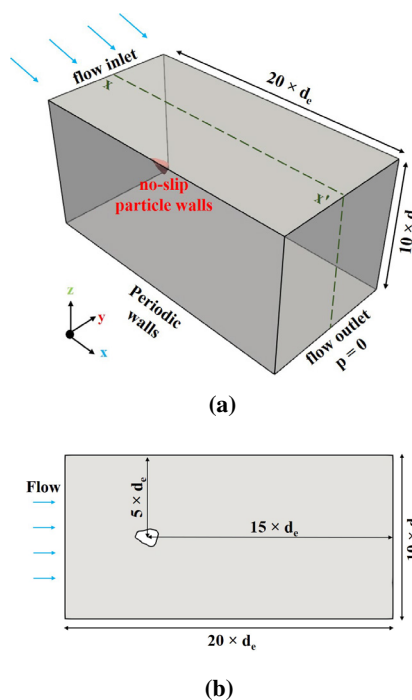 flow inlet
20 × dₑ
x
x'
no-slip
particle walls
10 × d
z
y
x
Periodic
walls
flow outlet
p = 0
(a)
Flow
5 × dₑ
15 × dₑ
10 × d
20 × dₑ
(b)